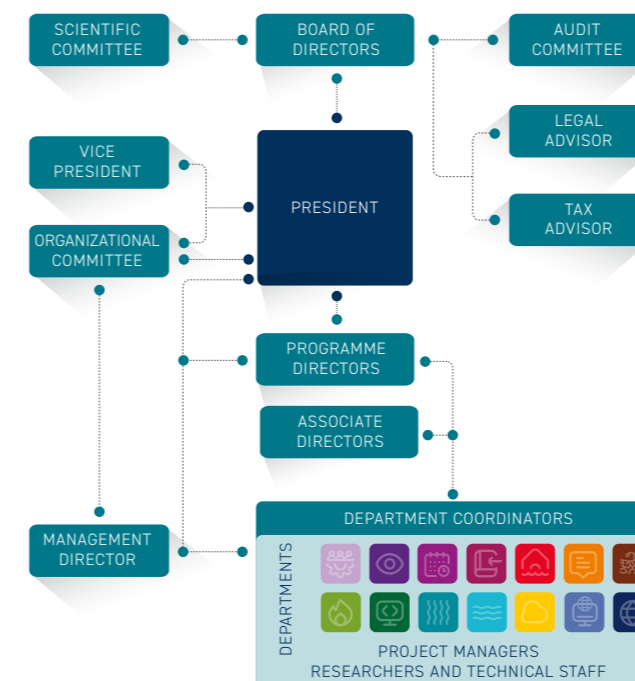 SCIENTIFIC
COMMITTEE
BOARD OF
DIRECTORS
AUDIT
COMMITTEE
LEGAL
ADVISOR
VICE
PRESIDENT
PRESIDENT
TAX
ADVISOR
ORGANIZATIONAL
COMMITTEE
PROGRAMME
DIRECTORS
ASSOCIATE
DIRECTORS
MANAGEMENT
DIRECTOR
DEPARTMENT COORDINATORS
DEPARTMENTS
PROJECT MANAGERS
RESEARCHERS AND TECHNICAL STAFF